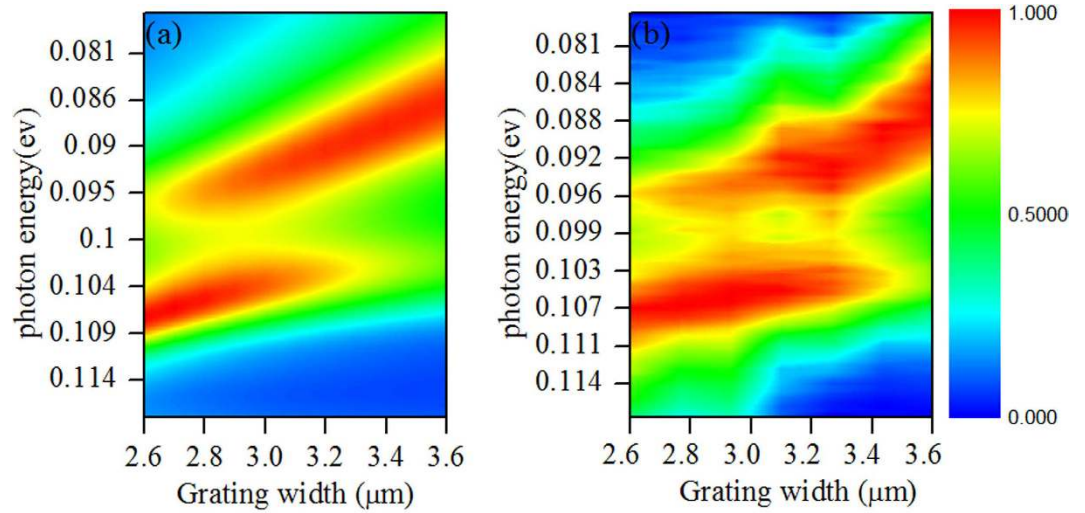 (a)
photon energy(ev)
0.081
0.086
0.09
0.095
0.1
0.104
0.109
0.114
2.6 2.8 3.0 3.2 3.4 3.6
Grating width (μm)
(b)
photon energy(ev)
0.081
0.084
0.088
0.092
0.096
0.099
0.103
0.107
0.111
0.114
2.6 2.8 3.0 3.2 3.4 3.6
Grating width (μm)
1.000
0.5000
0.000